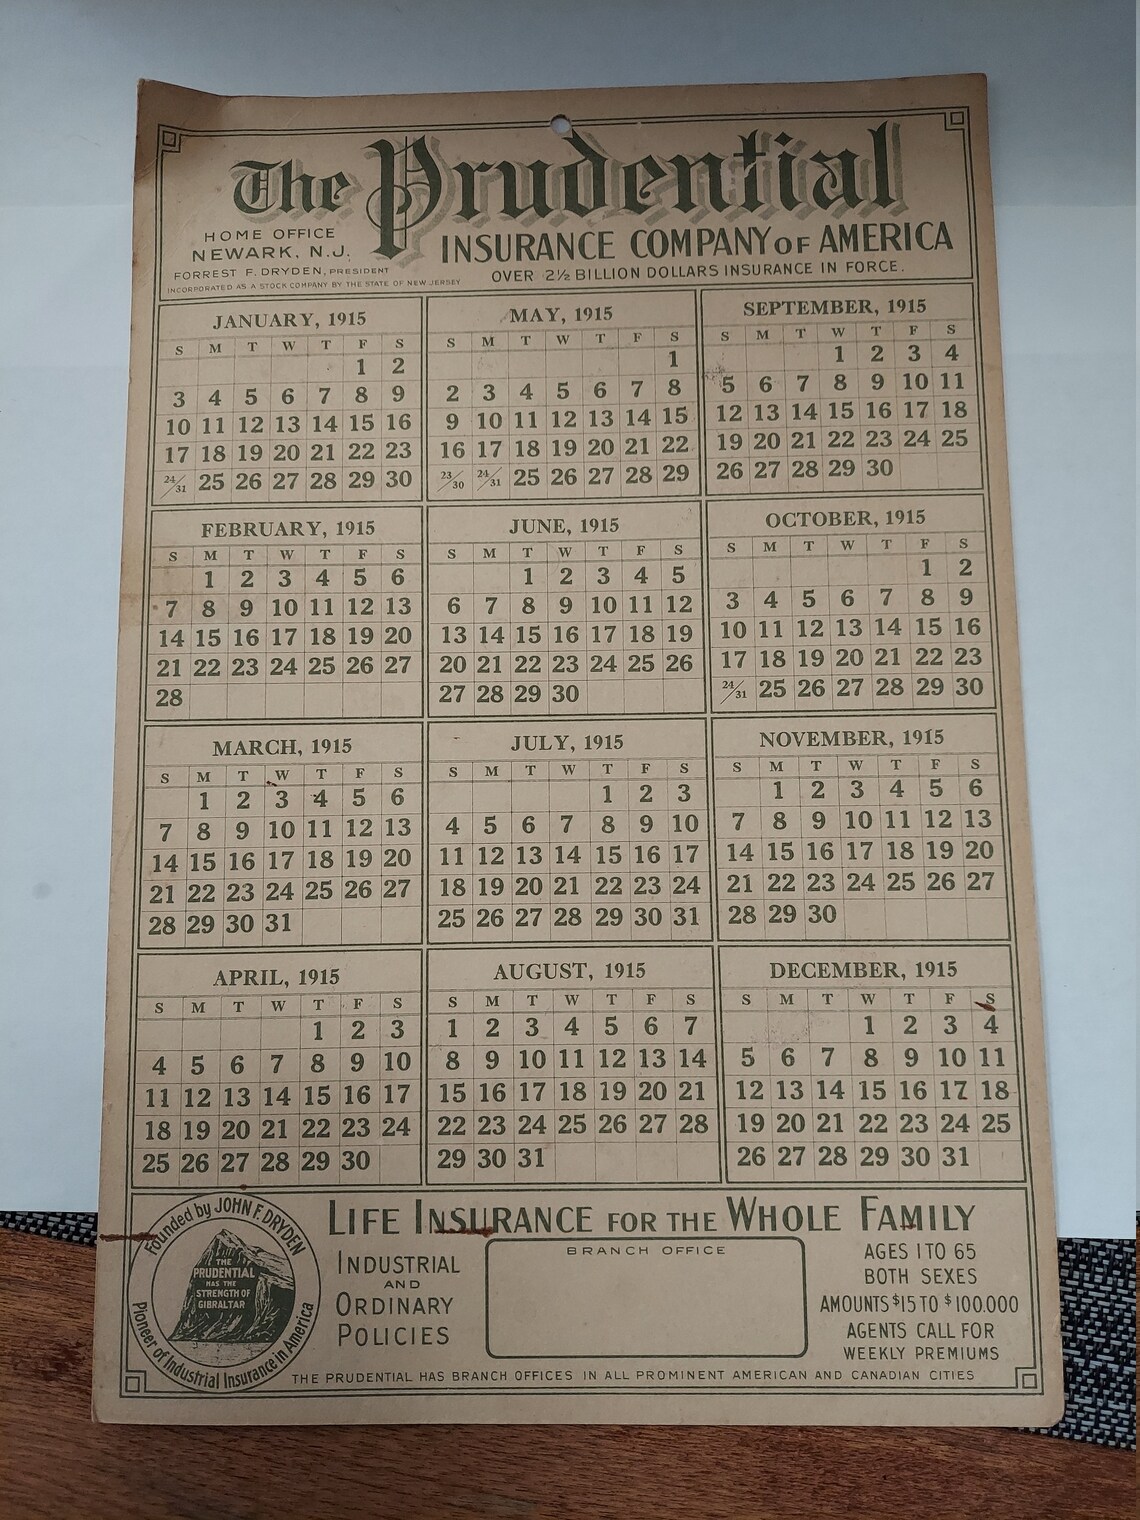 The Prudential
HOME OFFICE
NEWARK, N.J.
FORREST F. DRYDEN, PRESIDENT
INCORPORATED AS A STOCK COMPANY BY THE STATE OF NEW JERSEY
INSURANCE COMPANY OF AMERICA
OVER 2½ BILLION DOLLARS INSURANCE IN FORCE.
JANUARY, 1915
S M T W T F S
1 2
3 4 5 6 7 8 9
10 11 12 13 14 15 16
17 18 19 20 21 22 23
24/31 25 26 27 28 29 30
MAY, 1915
S M T W T F S
1
2 3 4 5 6 7 8
9 10 11 12 13 14 15
16 17 18 19 20 21 22
23/30 24/31 25 26 27 28 29
SEPTEMBER, 1915
S M T W T F S
1 2 3 4
5 6 7 8 9 10 11
12 13 14 15 16 17 18
19 20 21 22 23 24 25
26 27 28 29 30
FEBRUARY, 1915
S M T W T F S
1 2 3 4 5 6
7 8 9 10 11 12 13
14 15 16 17 18 19 20
21 22 23 24 25 26 27
28
JUNE, 1915
S M T W T F S
1 2 3 4 5
6 7 8 9 10 11 12
13 14 15 16 17 18 19
20 21 22 23 24 25 26
27 28 29 30
OCTOBER, 1915
S M T W T F S
1 2
3 4 5 6 7 8 9
10 11 12 13 14 15 16
17 18 19 20 21 22 23
24/31 25 26 27 28 29 30
MARCH, 1915
S M T W T F S
1 2 3 4 5 6
7 8 9 10 11 12 13
14 15 16 17 18 19 20
21 22 23 24 25 26 27
28 29 30 31
JULY, 1915
S M T W T F S
1 2 3
4 5 6 7 8 9 10
11 12 13 14 15 16 17
18 19 20 21 22 23 24
25 26 27 28 29 30 31
NOVEMBER, 1915
S M T W T F S
1 2 3 4 5 6
7 8 9 10 11 12 13
14 15 16 17 18 19 20
21 22 23 24 25 26 27
28 29 30
APRIL, 1915
S M T W T F S
1 2 3
4 5 6 7 8 9 10
11 12 13 14 15 16 17
18 19 20 21 22 23 24
25 26 27 28 29 30
AUGUST, 1915
S M T W T F S
1 2 3 4 5 6 7
8 9 10 11 12 13 14
15 16 17 18 19 20 21
22 23 24 25 26 27 28
29 30 31
DECEMBER, 1915
S M T W T F S
1 2 3 4
5 6 7 8 9 10 11
12 13 14 15 16 17 18
19 20 21 22 23 24 25
26 27 28 29 30 31
Founded by JOHN F. DRYDEN
Pioneer of Industrial Insurance in America
THE
PRUDENTIAL
HAS THE
STRENGTH OF
GIBRALTAR
LIFE INSURANCE FOR THE WHOLE FAMILY
INDUSTRIAL
AND
ORDINARY
POLICIES
BRANCH OFFICE
AGES 1 TO 65
BOTH SEXES
AMOUNTS $15 TO $100.000
AGENTS CALL FOR
WEEKLY PREMIUMS
THE PRUDENTIAL HAS BRANCH OFFICES IN ALL PROMINENT AMERICAN AND CANADIAN CITIES